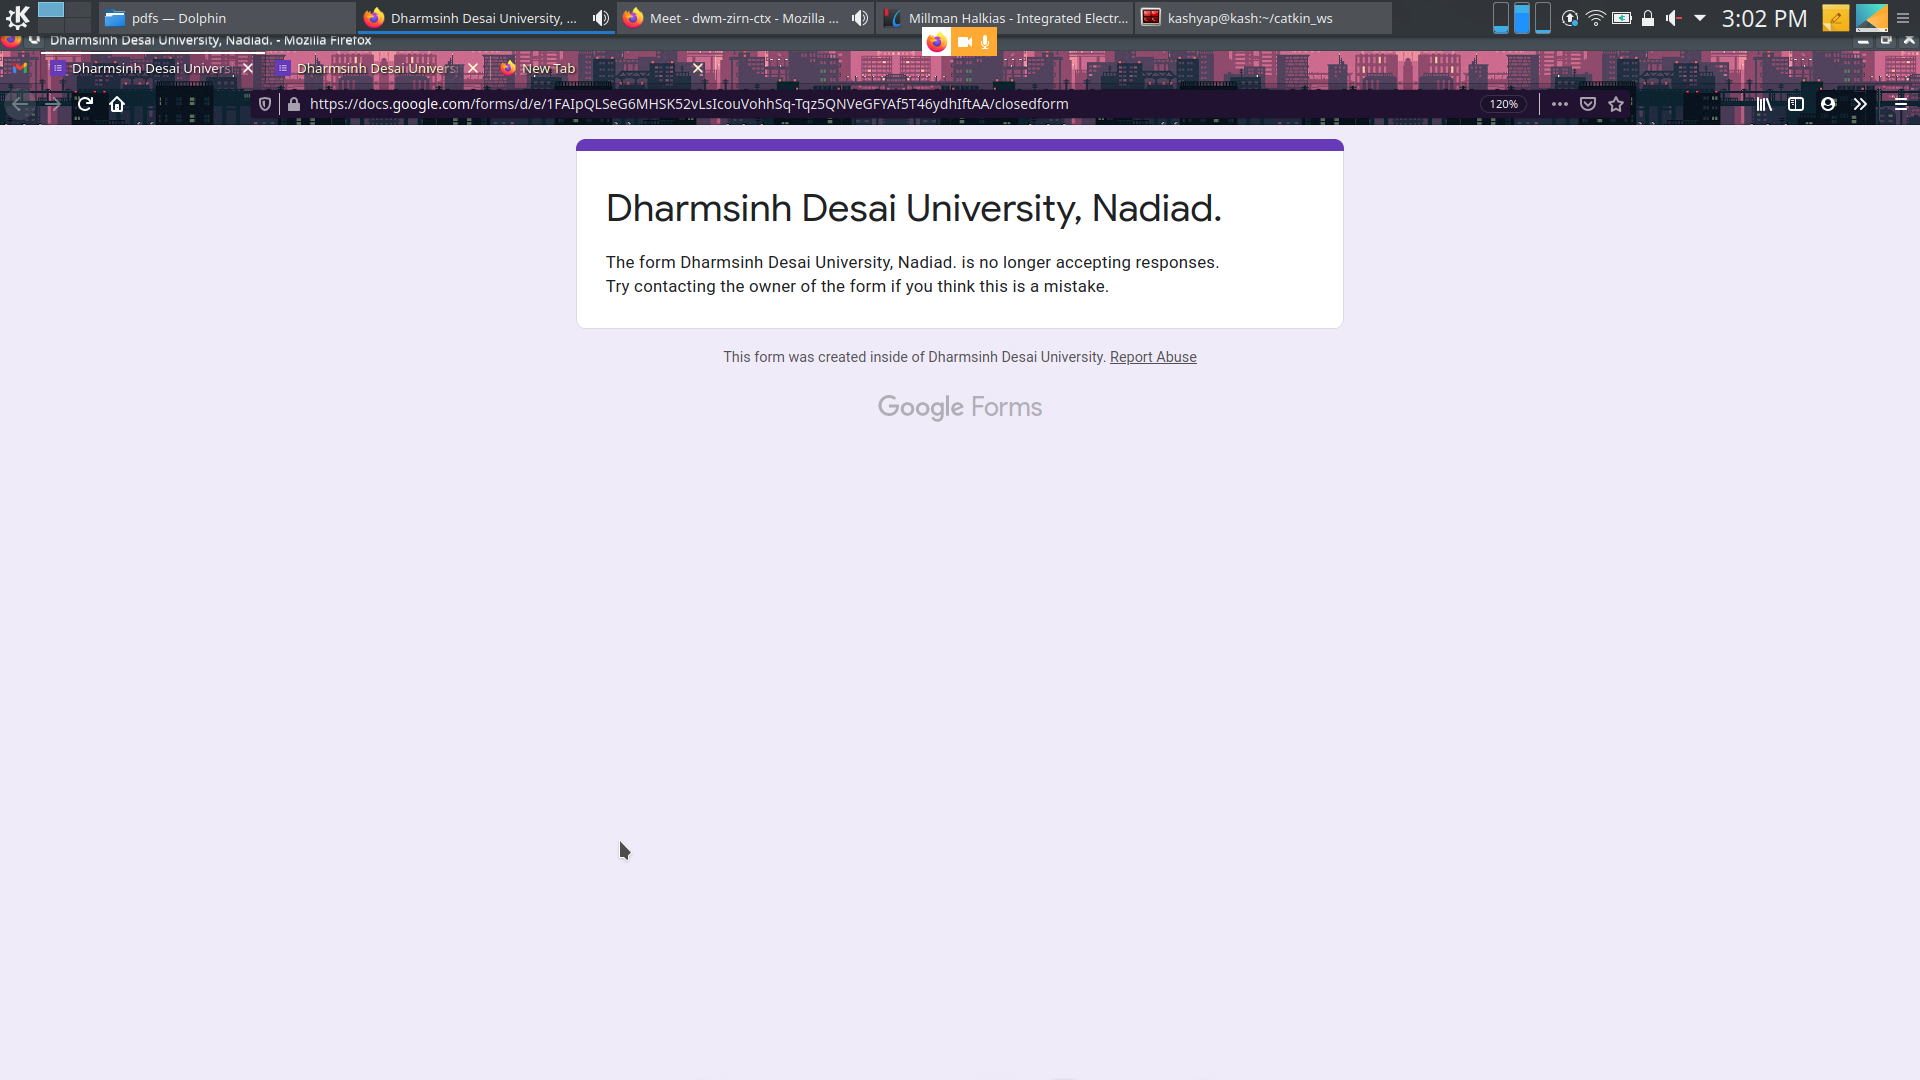 pdfs — Dolphin
Dharmsinh Desai University, ...
Meet - dwm-zirn-ctx - Mozilla ...
Millman Halkias - Integrated Electr...
kashyap@kash:~/catkin_ws
3:02 PM
Dharmsinh Desai University, Nadiad. - Mozilla Firefox
Dharmsinh Desai Univers
Dharmsinh Desai Univers
New Tab
https://docs.google.com/forms/d/e/1FAIpQLSeG6MHSK52vLsIcouVohhSq-Tqz5QNVeGFYAf5T46ydhIftAA/closedform
120%
Dharmsinh Desai University, Nadiad.
The form Dharmsinh Desai University, Nadiad. is no longer accepting responses.
Try contacting the owner of the form if you think this is a mistake.
This form was created inside of Dharmsinh Desai University. Report Abuse
Google Forms